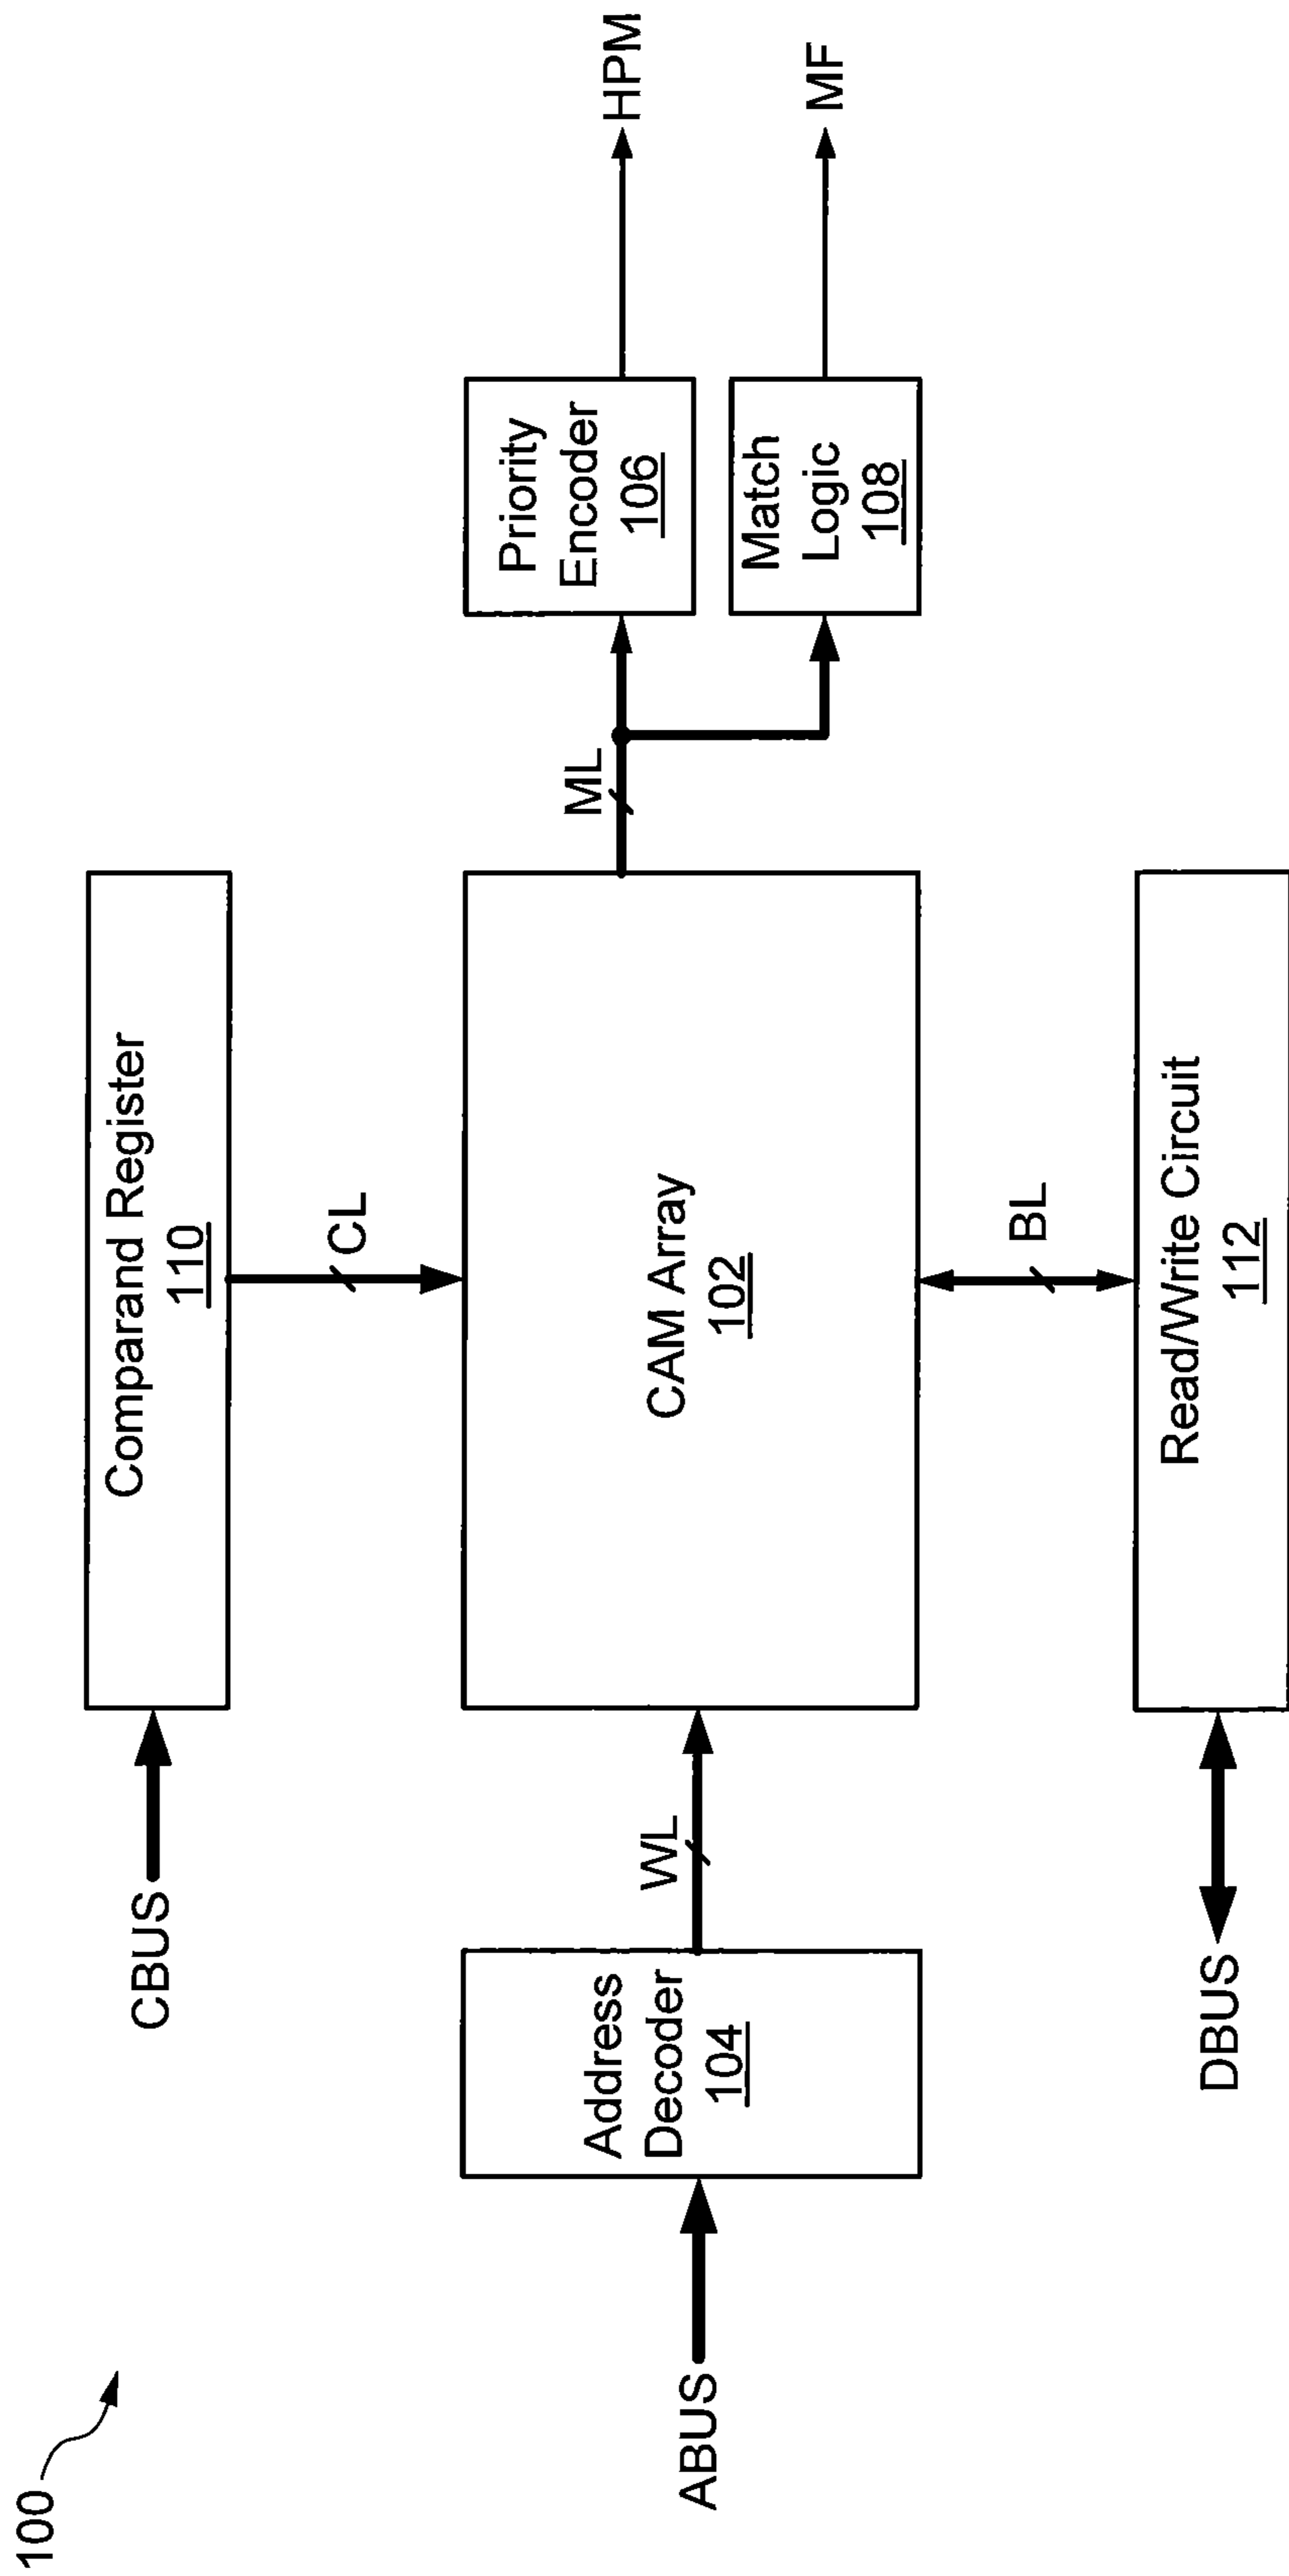 100
CBUS
Comparand Register
110
CL
ABUS
Address
Decoder
104
WL
CAM Array
102
ML
Priority
Encoder
106
HPM
Match
Logic
108
MF
BL
DBUS
Read/Write Circuit
112